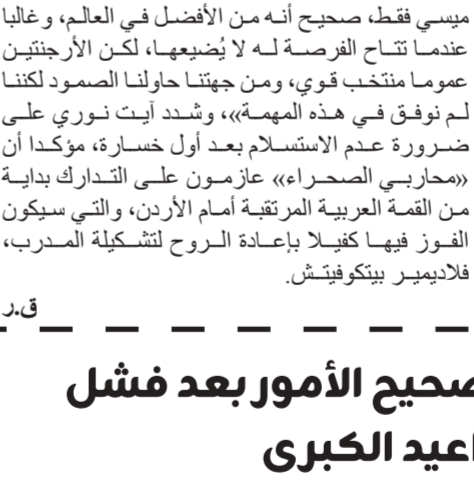 ميسي فقط، صحيح أنه من الأفضل في العالم، وغالبا
عندما تتاح الفرصة له لا يُضيعها، لكن الأرجنتين
عموما منتخب قوي، ومن جهتنا حاولنا الصمود لكننا
لم نوفق في هذه المهمة»، وشدد آيت نوري على
ضرورة عدم الاستسلام بعد أول خسارة، مؤكدا أن
«محاربي الصحراء» عازمون على التدارك بداية
من القمة العربية المرتقبة أمام الأردن، والتي سيكون
الفوز فيها كفيلا بإعادة الروح لتشكيلة المدرب،
فلاديمير بيتكوفيتش.
ق.ر
صحيح الأمور بعد فشل
اعيد الكبرى